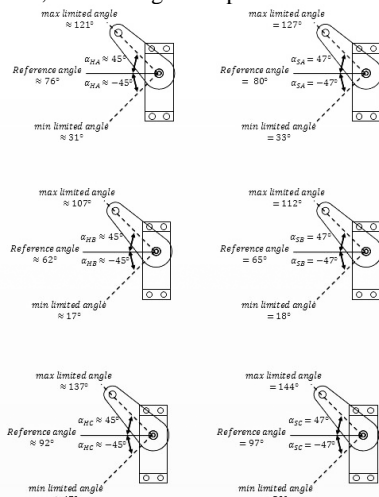 max limited angle
≈ 121°
α_HA ≈ 45°
Reference angle
≈ 76°
α_HA ≈ −45°
min limited angle
≈ 31°
max limited angle
= 127°
α_SA = 47°
Reference angle
= 80°
α_SA = −47°
min limited angle
= 33°
max limited angle
≈ 107°
α_HB ≈ 45°
Reference angle
≈ 62°
α_HB ≈ −45°
min limited angle
≈ 17°
max limited angle
= 112°
α_SB = 47°
Reference angle
= 65°
α_SB = −47°
min limited angle
= 18°
max limited angle
≈ 137°
α_HC ≈ 45°
Reference angle
≈ 92°
α_HC ≈ −45°
min limited angle
max limited angle
= 144°
α_SC = 47°
Reference angle
= 97°
α_SC = −47°
min limited angle